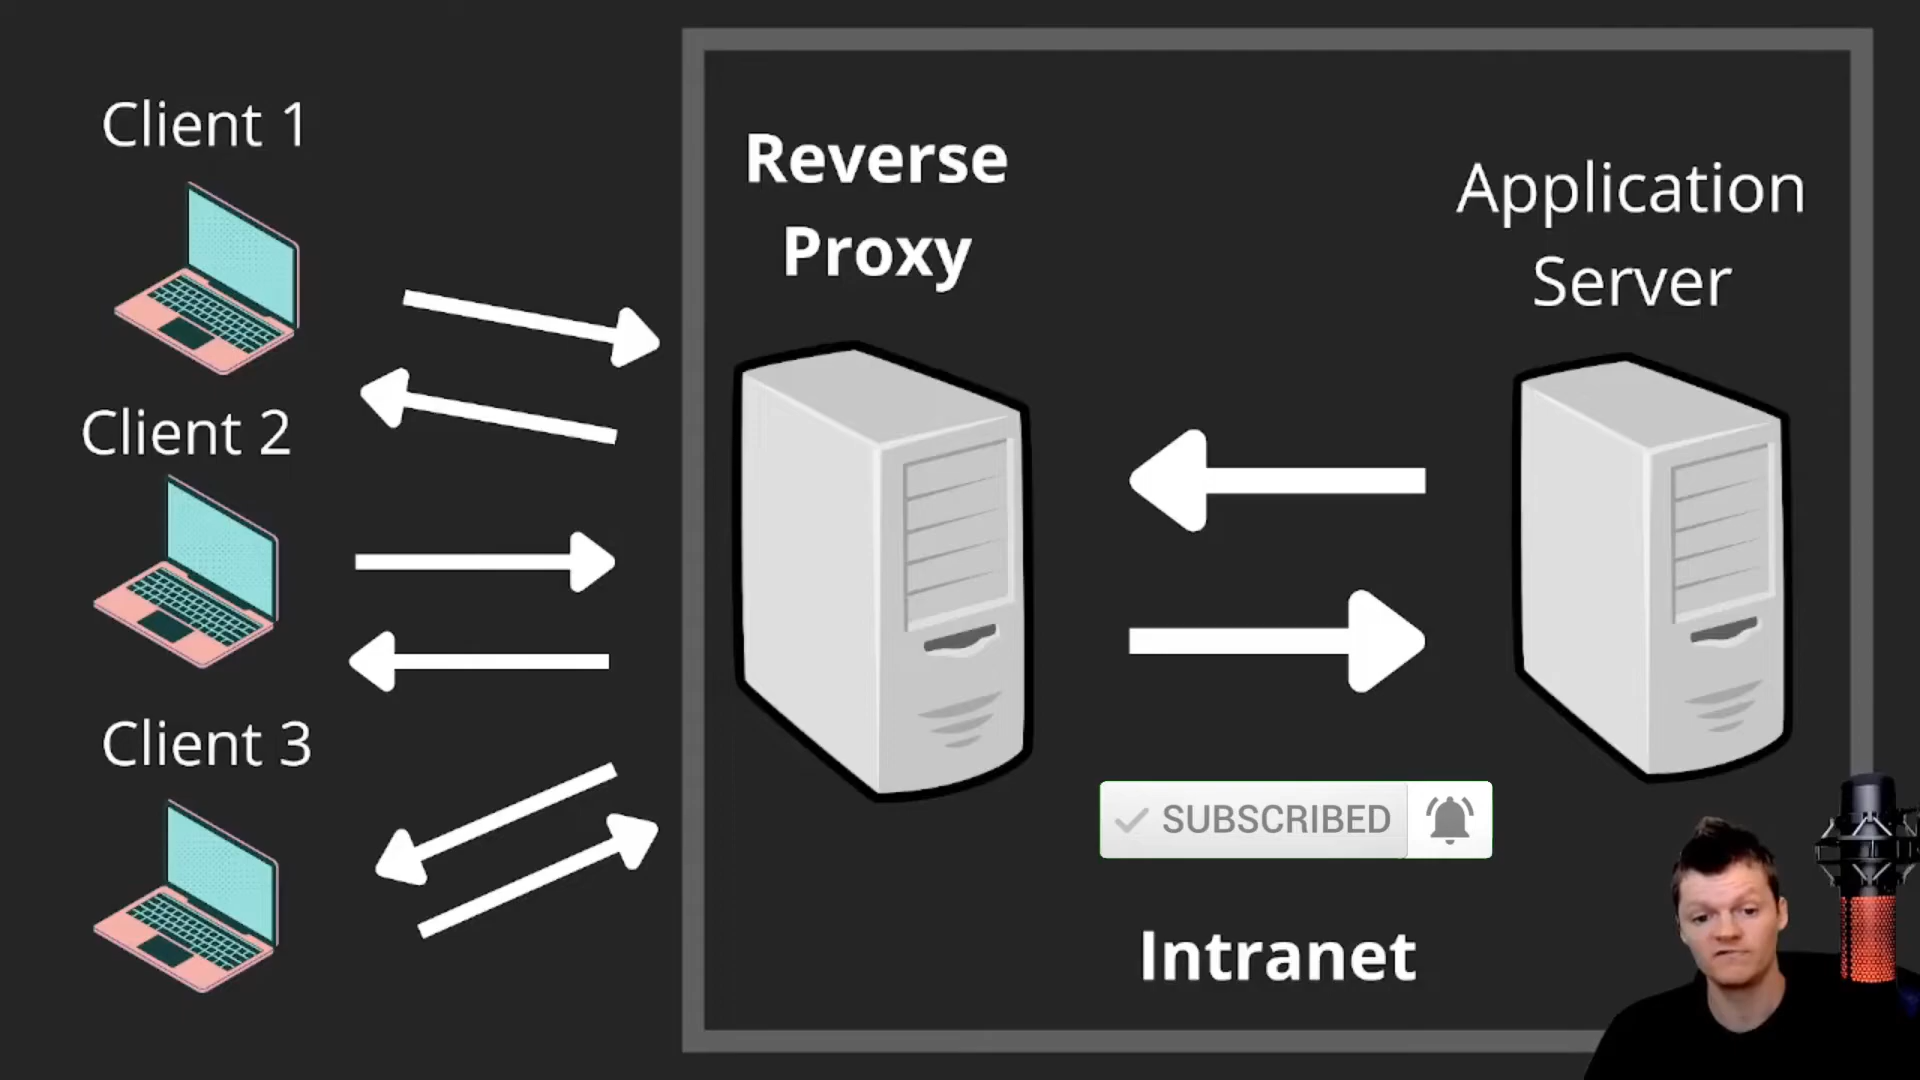 Client 1
Client 2
Client 3
Reverse
Proxy
Application
Server
SUBSCRIBED
Intranet